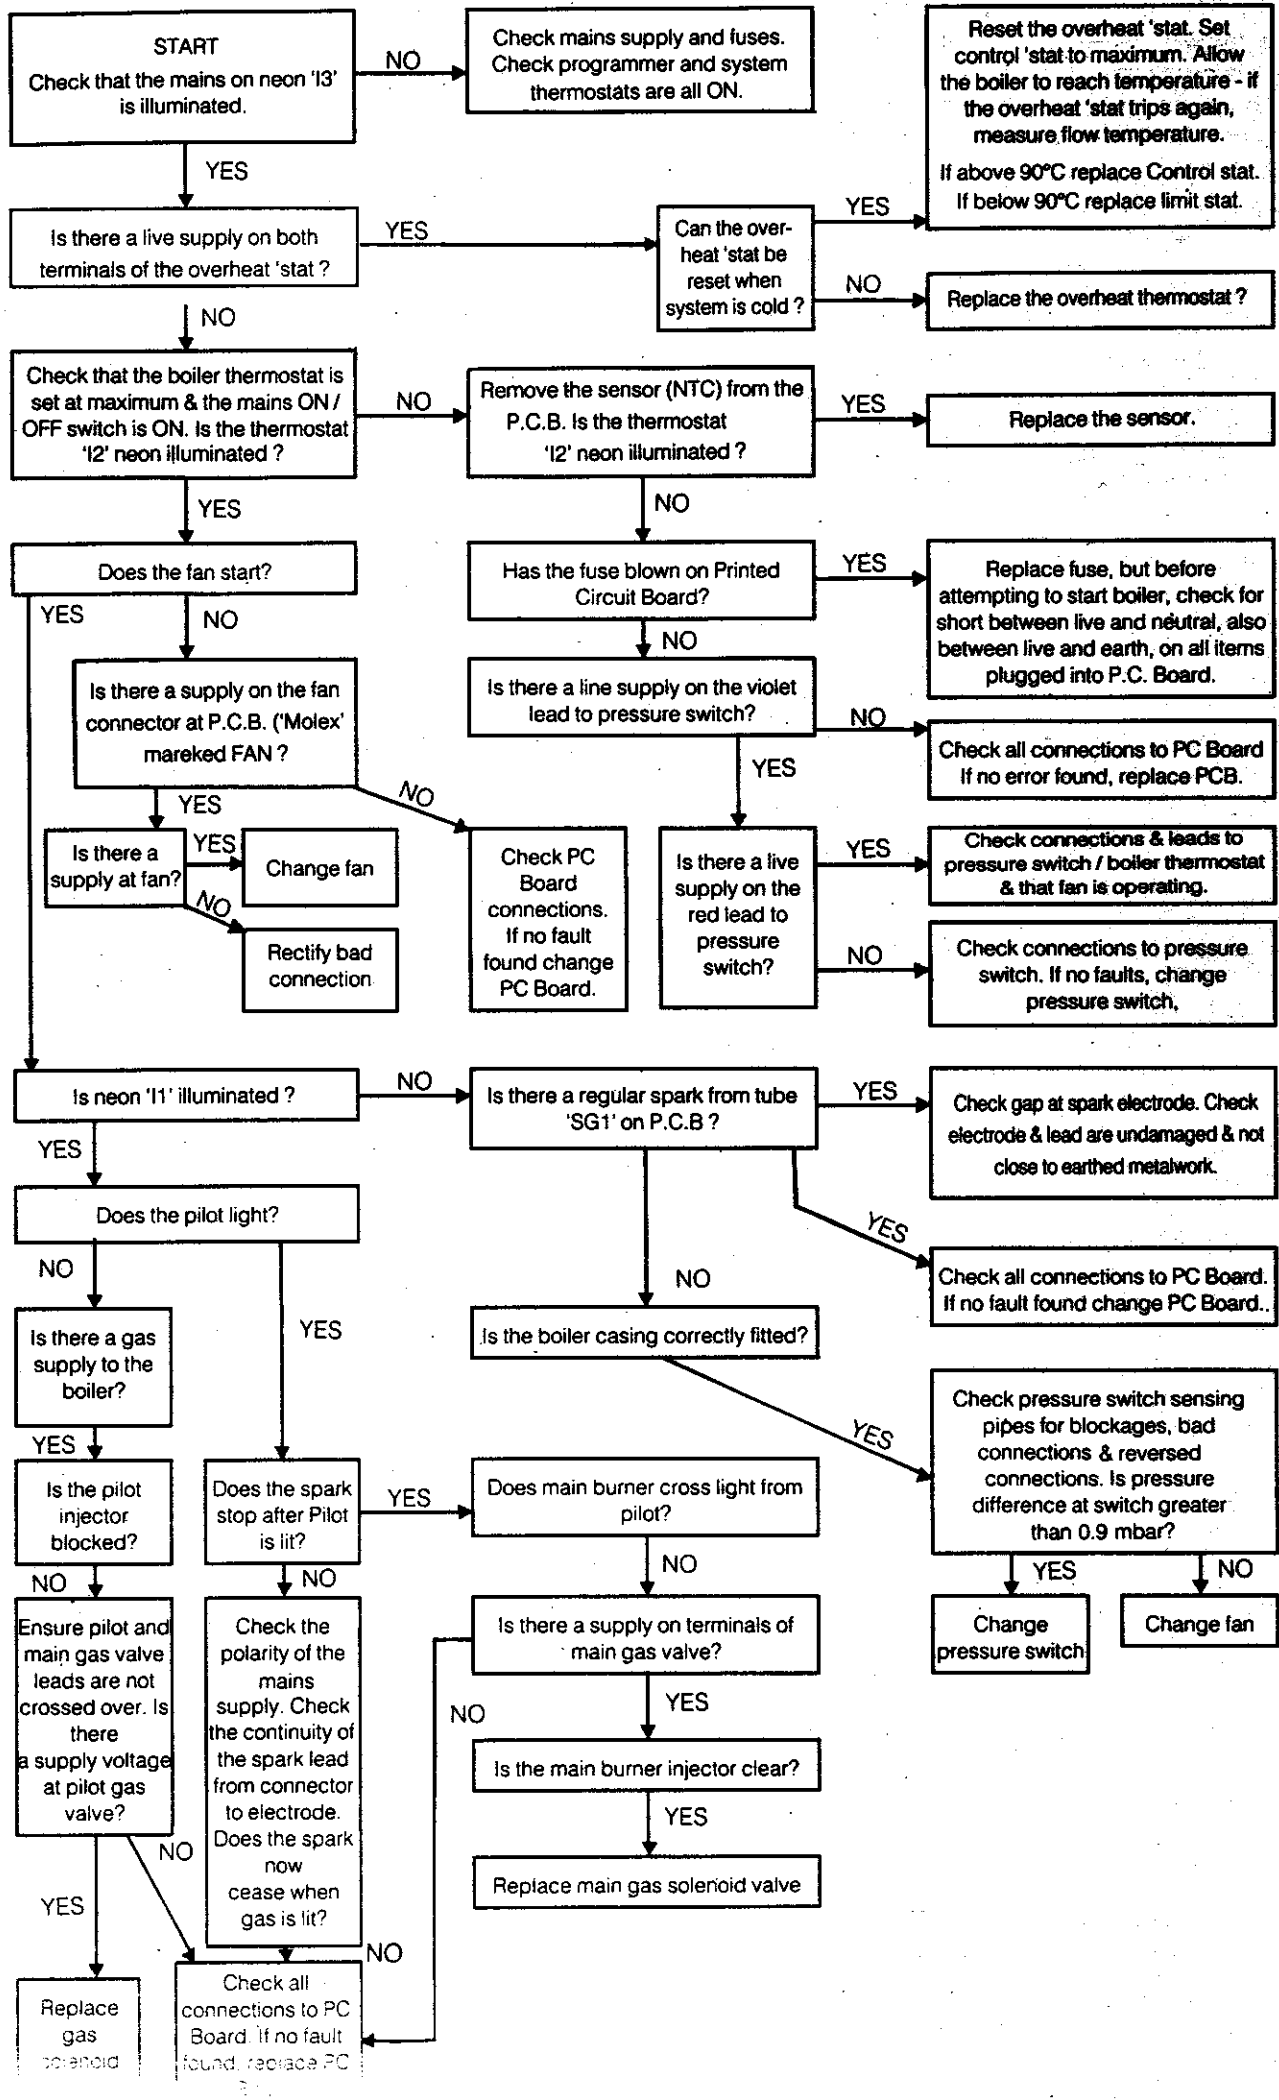 START
Check that the mains on neon 'I3'
is illuminated.
NO
Check mains supply and fuses.
Check programmer and system
thermostats are all ON.
Reset the overheat 'stat. Set
control 'stat to maximum. Allow
the boiler to reach temperature - if
the overheat 'stat trips again,
measure flow temperature.
If above 90°C replace Control stat.
If below 90°C replace limit stat.
YES
Is there a live supply on both
terminals of the overheat 'stat ?
YES
Can the over-
heat 'stat be
reset when
system is cold ?
YES
NO
Replace the overheat thermostat ?
NO
Check that the boiler thermostat is
set at maximum & the mains ON /
OFF switch is ON. Is the thermostat
'I2' neon illuminated ?
NO
Remove the sensor (NTC) from the
P.C.B. Is the thermostat
'I2' neon illuminated ?
YES
Replace the sensor.
YES
NO
Does the fan start?
Has the fuse blown on Printed
Circuit Board?
YES
Replace fuse, but before
attempting to start boiler, check for
short between live and neutral, also
between live and earth, on all items
plugged into P.C. Board.
YES
NO
NO
Is there a supply on the fan
connector at P.C.B. ('Molex'
mareked FAN ?
Is there a line supply on the violet
lead to pressure switch?
NO
Check all connections to PC Board
If no error found, replace PCB.
YES
NO
YES
Is there a
supply at fan?
YES
Change fan
NO
Rectify bad
connection
Check PC
Board
connections.
If no fault
found change
PC Board.
Is there a live
supply on the
red lead to
pressure
switch?
YES
Check connections & leads to
pressure switch / boiler thermostat
& that fan is operating.
NO
Check connections to pressure
switch. If no faults, change
pressure switch,
Is neon 'I1' illuminated ?
NO
Is there a regular spark from tube
'SG1' on P.C.B ?
YES
Check gap at spark electrode. Check
electrode & lead are undamaged & not
close to earthed metalwork.
YES
Does the pilot light?
YES
Check all connections to PC Board.
If no fault found change PC Board..
NO
NO
YES
Is the boiler casing correctly fitted?
Is there a gas
supply to the
boiler?
YES
Check pressure switch sensing
pipes for blockages, bad
connections & reversed
connections. Is pressure
difference at switch greater
than 0.9 mbar?
YES
Is the pilot
injector
blocked?
Does the spark
stop after Pilot
is lit?
YES
Does main burner cross light from
pilot?
NO
NO
NO
YES
NO
Change
pressure switch
Change fan
Ensure pilot and
main gas valve
leads are not
crossed over. Is
there
a supply voltage
at pilot gas
valve?
Check the
polarity of the
mains
supply. Check
the continuity of
the spark lead
from connector
to electrode.
Does the spark
now
cease when
gas is lit?
Is there a supply on terminals of
main gas valve?
NO
YES
Is the main burner injector clear?
YES
Replace main gas solenoid valve
NO
YES
NO
Replace
gas
solenoid
Check all
connections to PC
Board. If no fault
found, replace PC